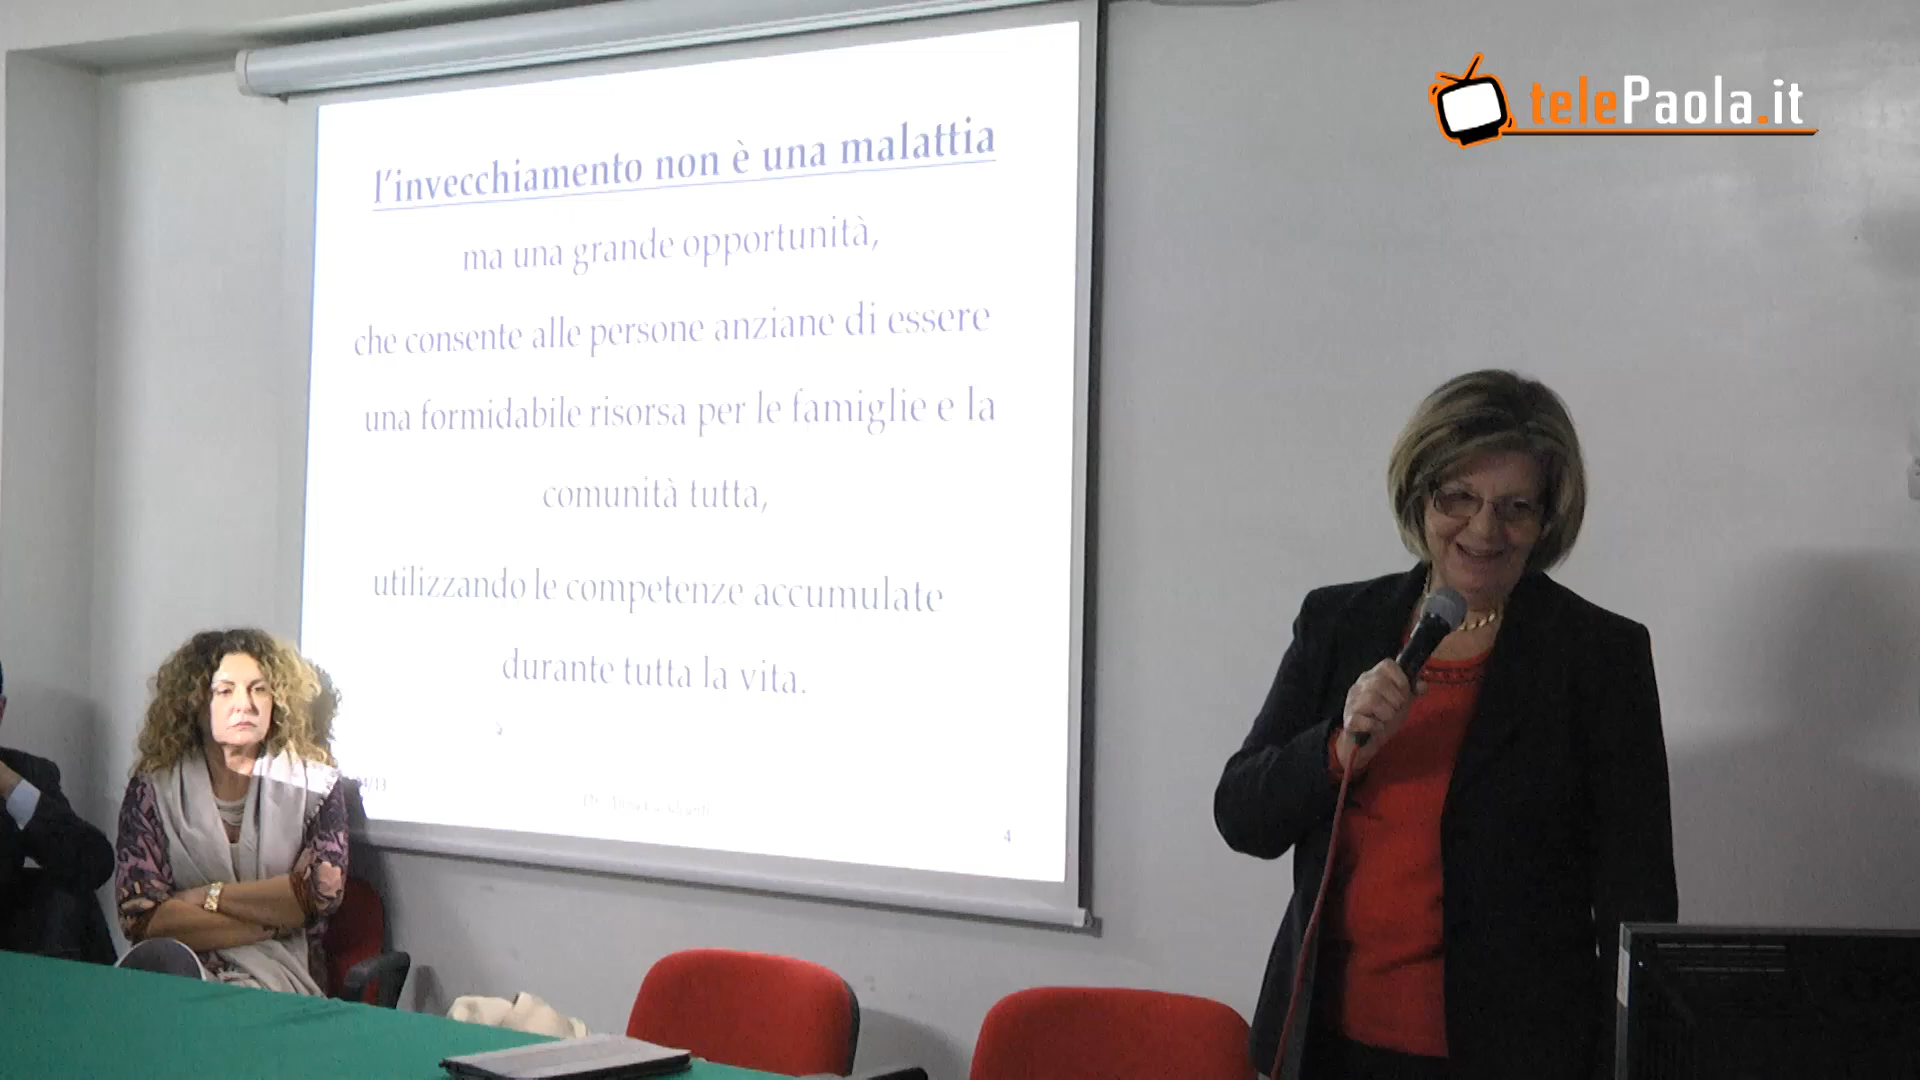 telePaola.it
l'invecchiamento non è una malattia
ma una grande opportunità,
che consente alle persone anziane di essere
una formidabile risorsa per le famiglie e la
comunità tutta,
utilizzando le competenze accumulate
durante tutta la vita.
4